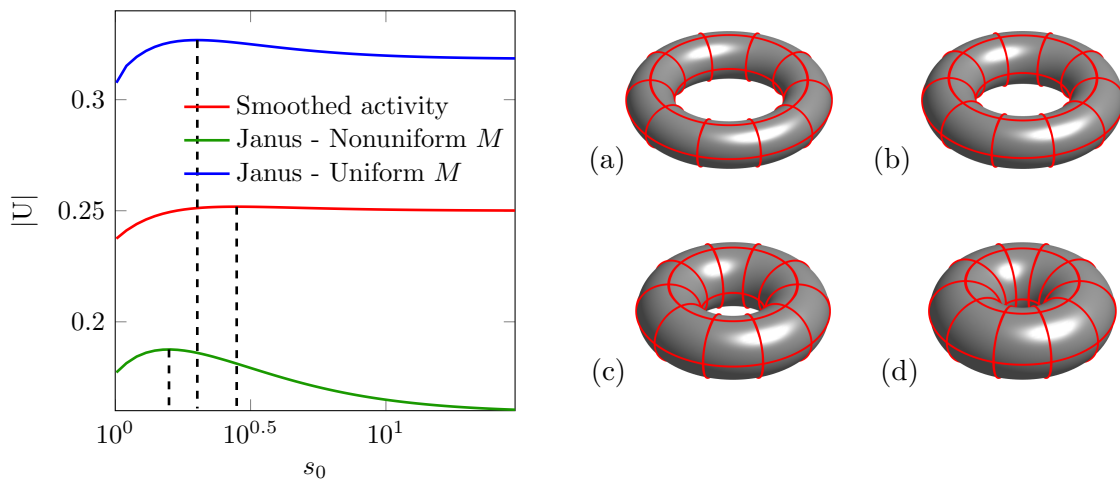 0.3
0.25
0.2
|U|
10^0
10^0.5
10^1
s_0
Smoothed activity
Janus - Nonuniform M
Janus - Uniform M
(a)
(b)
(c)
(d)